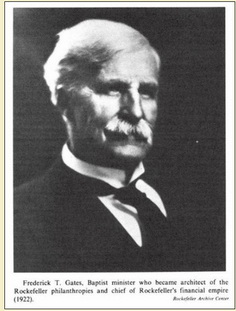 Frederick T. Gates, Baptist minister who became architect of the
Rockefeller philanthropies and chief of Rockefeller's financial empire
(1922).
Rockefeller Archive Center